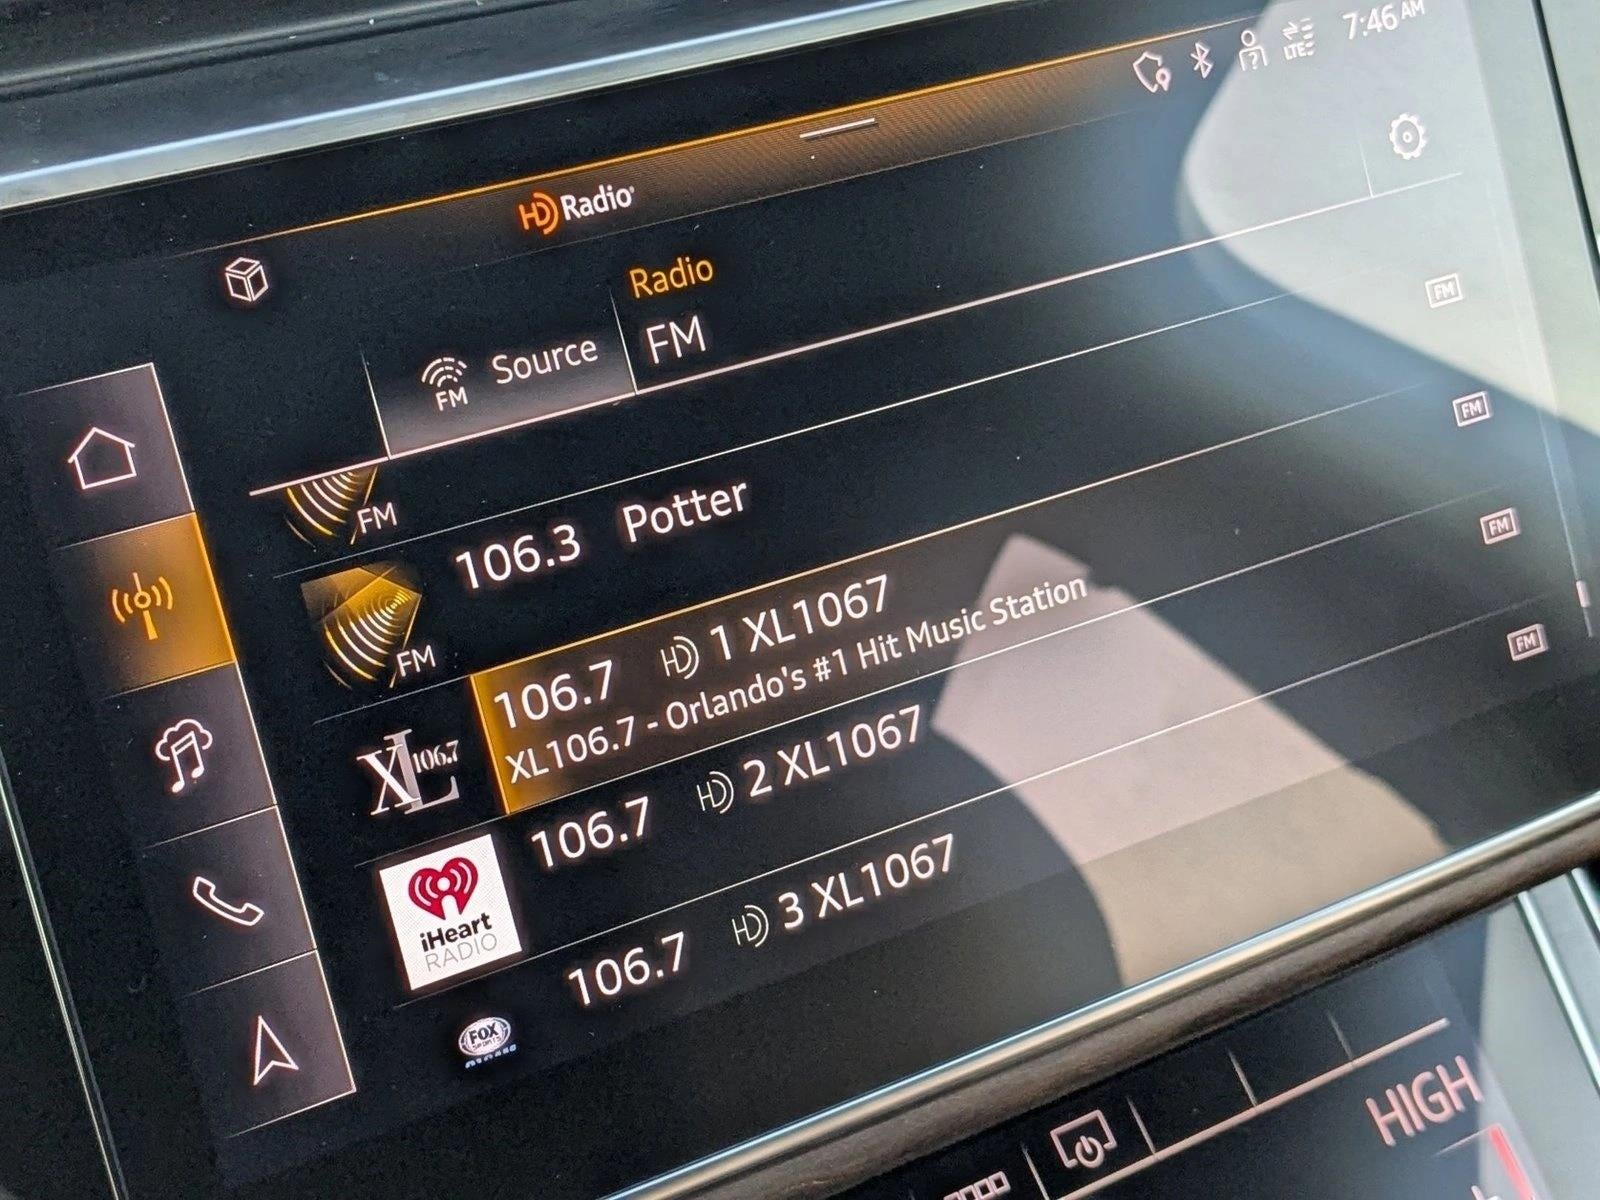 7:46 AM
LTE
?
HD Radio®
Radio
FM
FM
Source
FM
FM
106.3 Potter
FM
FM
106.7 HD 1 XL1067
XL106.7 - Orlando's #1 Hit Music Station
FM
XL 106.7
106.7 HD 2 XL1067
FM
iHeart
RADIO
106.7 HD 3 XL1067
FOX
SPORTS
HIGH